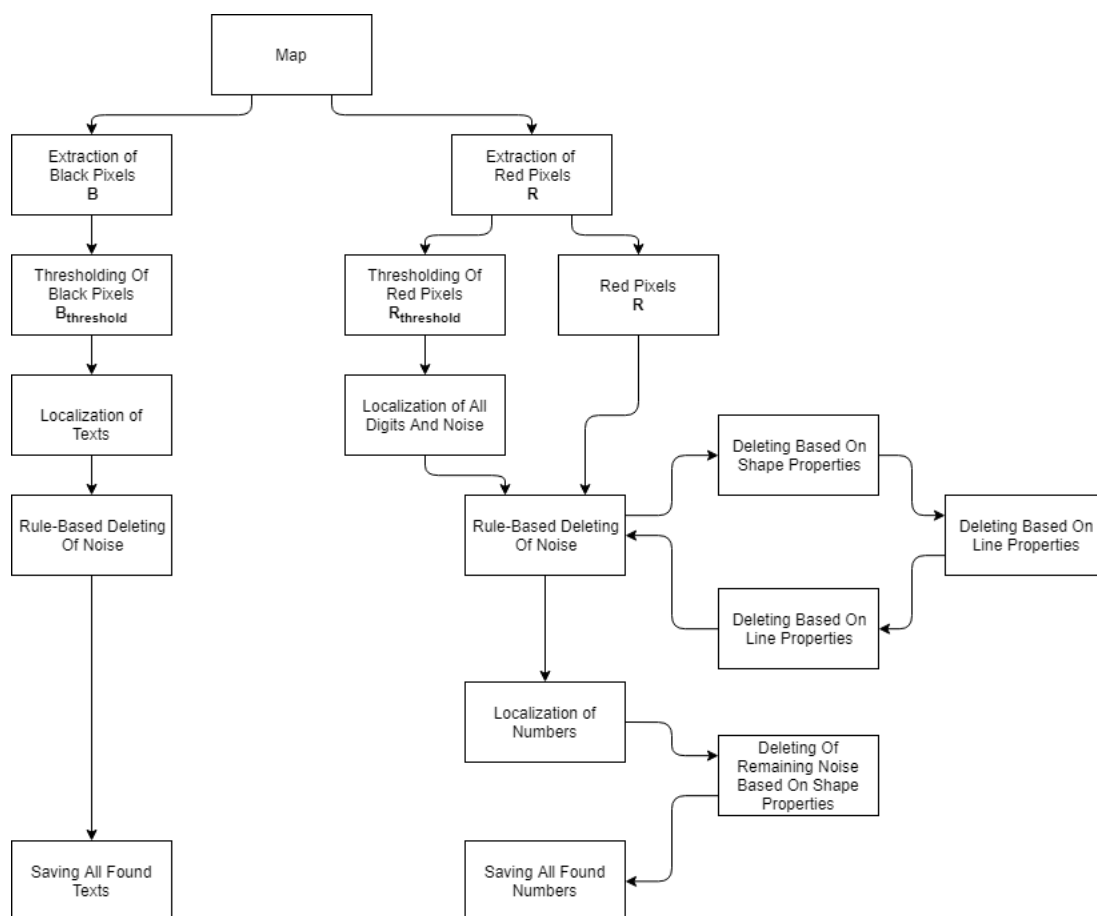 Map
Extraction of
Black Pixels
B
Extraction of
Red Pixels
R
Thresholding Of
Black Pixels
Bthreshold
Thresholding Of
Red Pixels
Rthreshold
Red Pixels
R
Localization of
Texts
Localization of All
Digits And Noise
Deleting Based On
Shape Properties
Rule-Based Deleting
Of Noise
Rule-Based Deleting
Of Noise
Deleting Based On
Line Properties
Deleting Based On
Line Properties
Localization of
Numbers
Deleting Of
Remaining Noise
Based On Shape
Properties
Saving All Found
Texts
Saving All Found
Numbers